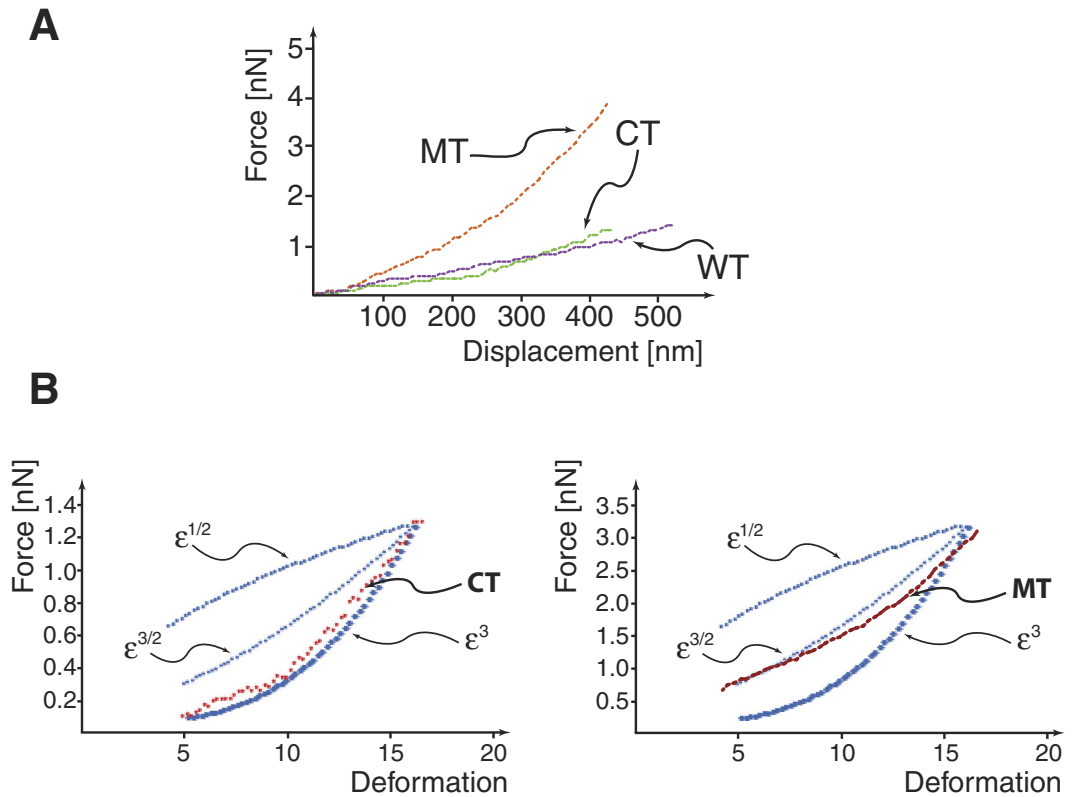 A
Force [nN]
5
4
3
2
1
MT
CT
WT
100 200 300 400 500
Displacement [nm]
B
Force [nN]
1.4
1.2
1.0
0.8
0.6
0.4
0.2
ε1/2
ε3/2
CT
ε3
5 10 15 20
Deformation
Force [nN]
3.5
3.0
2.5
2.0
1.5
1.0
0.5
ε1/2
ε3/2
MT
ε3
5 10 15 20
Deformation